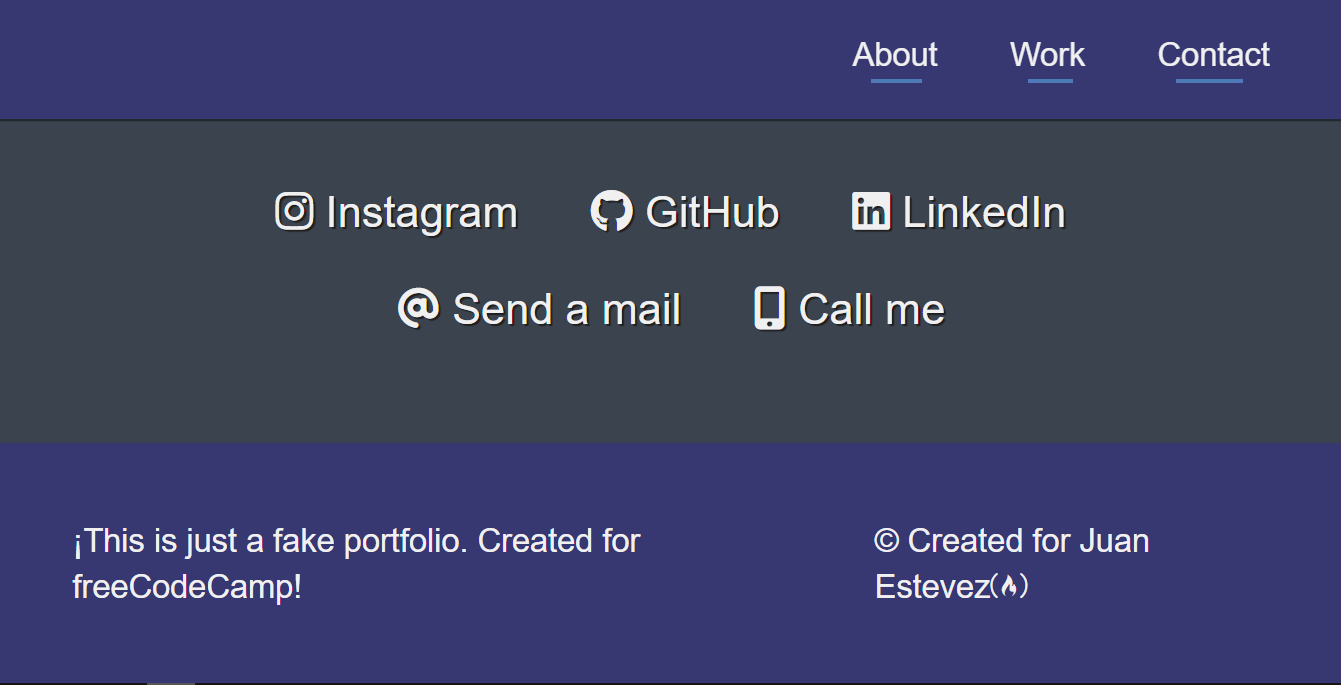 About Work Contact
Instagram GitHub LinkedIn
Send a mail Call me
¡This is just a fake portfolio. Created for
freeCodeCamp!
© Created for Juan
Estevez()